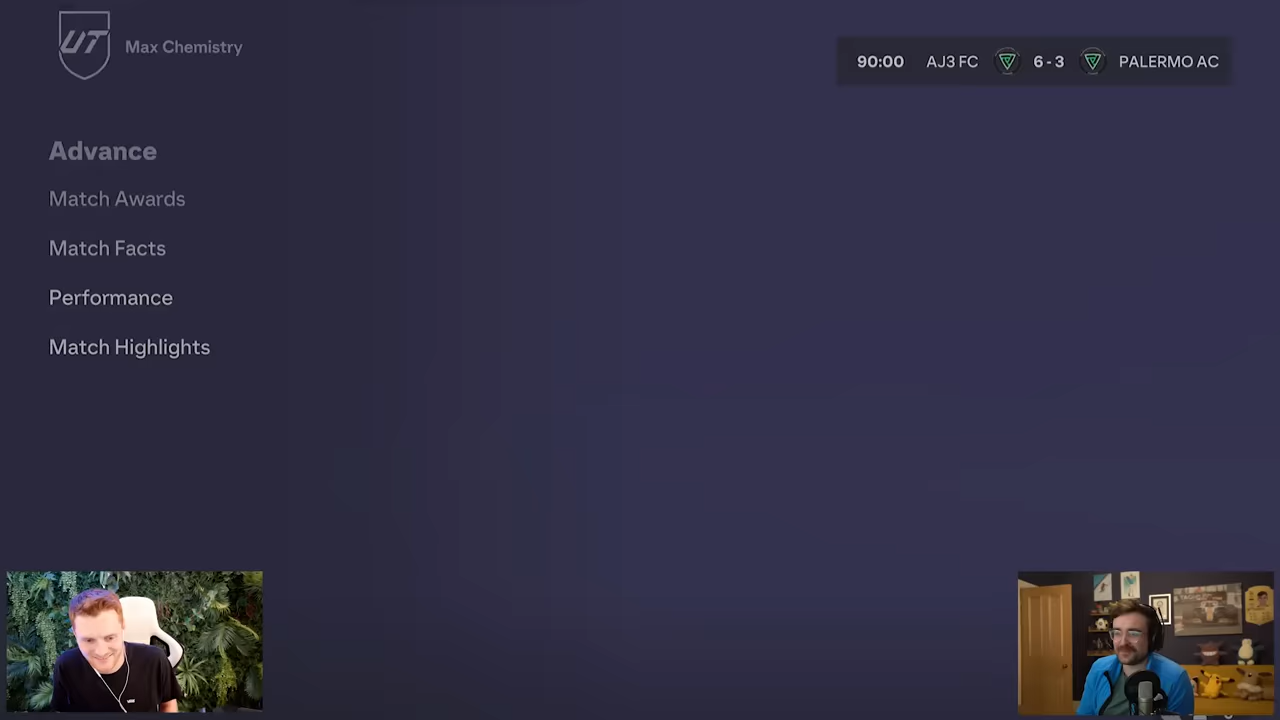 UT
Max Chemistry
90:00 AJ3 FC 6 - 3 PALERMO AC
Advance
Match Awards
Match Facts
Performance
Match Highlights